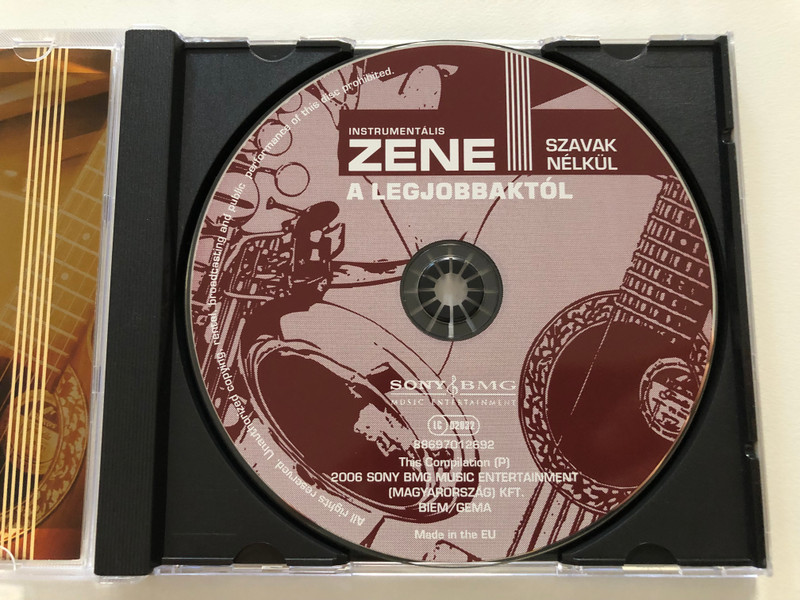 INSTRUMENTÁLIS
ZENE
SZAVAK
NÉLKÜL
A LEGJOBBAKTÓL
SONY BMG
MUSIC ENTERTAINMENT
LC 02032
88697012692
This Compilation (P)
2006 SONY BMG MUSIC ENTERTAINMENT
(MAGYARORSZÁG) KFT.
BIEM/GEMA
Made in the EU
All rights reserved. Unauthorized copying, rental, broadcasting and public performance of this disc prohibited.